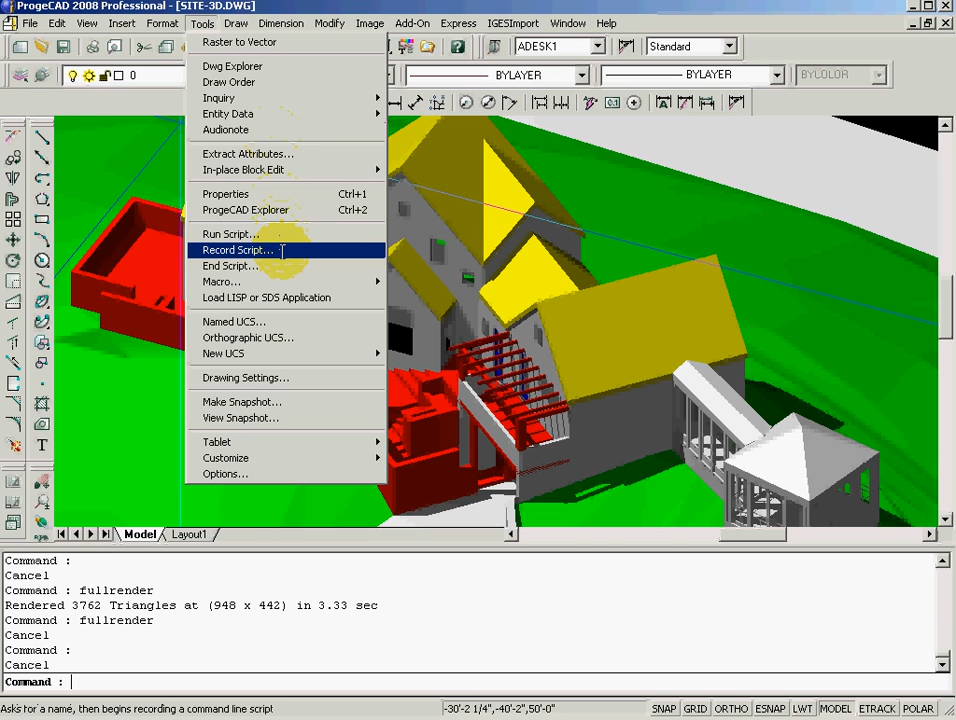 ProgeCAD 2008 Professional - [SITE-3D.DWG]
File Edit View Insert Format Tools Draw Dimension Modify Image Add-On Express IGESImport Window Help
ADESK1 Standard
0 BYLAYER BYLAYER BYCOLOR
Raster to Vector
Dwg Explorer
Draw Order
Inquiry
Entity Data
Audionote
Extract Attributes...
In-place Block Edit
Properties Ctrl+1
ProgeCAD Explorer Ctrl+2
Run Script...
Record Script...
End Script...
Macro...
Load LISP or SDS Application
Named UCS...
Orthographic UCS...
New UCS
Drawing Settings...
Make Snapshot...
View Snapshot...
Tablet
Customize
Options...
Model Layout1
Command :
Cancel
Command : fullrender
Rendered 3762 Triangles at (948 x 442) in 3.33 sec
Command : fullrender
Cancel
Command :
Cancel
Command :
Asks for a name, then begins recording a command line script -30'-2 1/4",-40'-2",50'-0" SNAP GRID ORTHO ESNAP LWT MODEL ETRACK POLAR